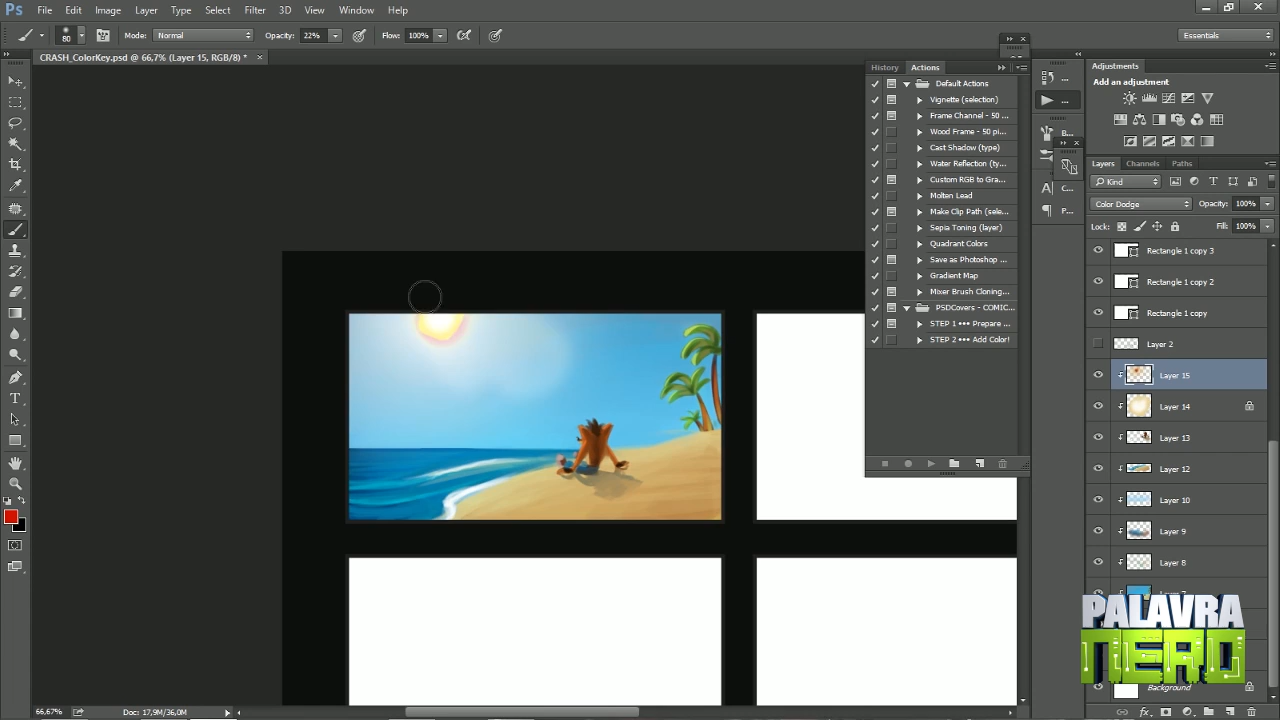 Ps File Edit Image Layer Type Select Filter 3D View Window Help
80 Mode: Normal Opacity: 22% Flow: 100% Essentials
CRASH_ColorKey.psd @ 66,7% (Layer 15, RGB/8) * ×
History Actions
Default Actions
Vignette (selection)
Frame Channel - 50 ...
Wood Frame - 50 pi...
Cast Shadow (type)
Water Reflection (ty...
Custom RGB to Gra...
Molten Lead
Make Clip Path (sele...
Sepia Toning (layer)
Quadrant Colors
Save as Photoshop ...
Gradient Map
Mixer Brush Cloning...
PSDCovers - COMIC...
STEP 1 ••• Prepare ...
STEP 2 ••• Add Color!
B...
C...
P...
Adjustments
Add an adjustment
Layers Channels Paths
Kind
Color Dodge Opacity: 100%
Lock: Fill: 100%
Rectangle 1 copy 3
Rectangle 1 copy 2
Rectangle 1 copy
Layer 2
Layer 15
Layer 14
Layer 13
Layer 12
Layer 10
Layer 9
Layer 8
Background
PALAVRA
NERD
66,67% Doc: 17,9M/36,0M